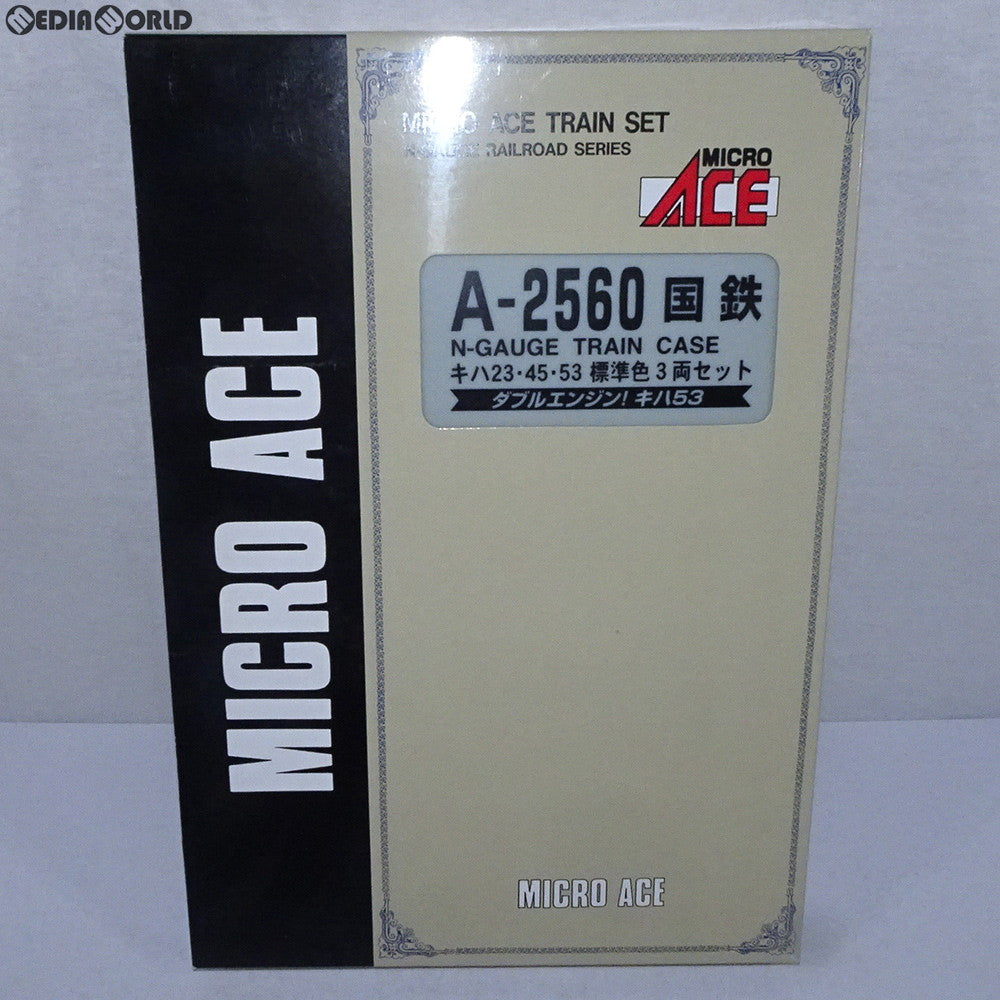 MEDIAWORLD
MICRO ACE
MICRO ACE TRAIN SET
N-GAUGE RAILROAD SERIES
MICRO
ACE
A-2560 国鉄
N-GAUGE TRAIN CASE
キハ23・45・53 標準色3両セット
ダブルエンジン!キハ53
MICRO ACE